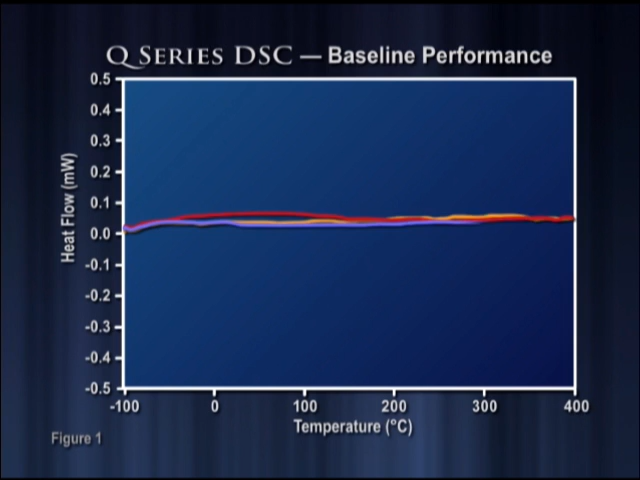 Q SERIES DSC — Baseline Performance
0.5
0.4
0.3
0.2
0.1
0.0
-0.1
-0.2
-0.3
-0.4
-0.5
Heat Flow (mW)
-100 0 100 200 300 400
Temperature (°C)
Figure 1